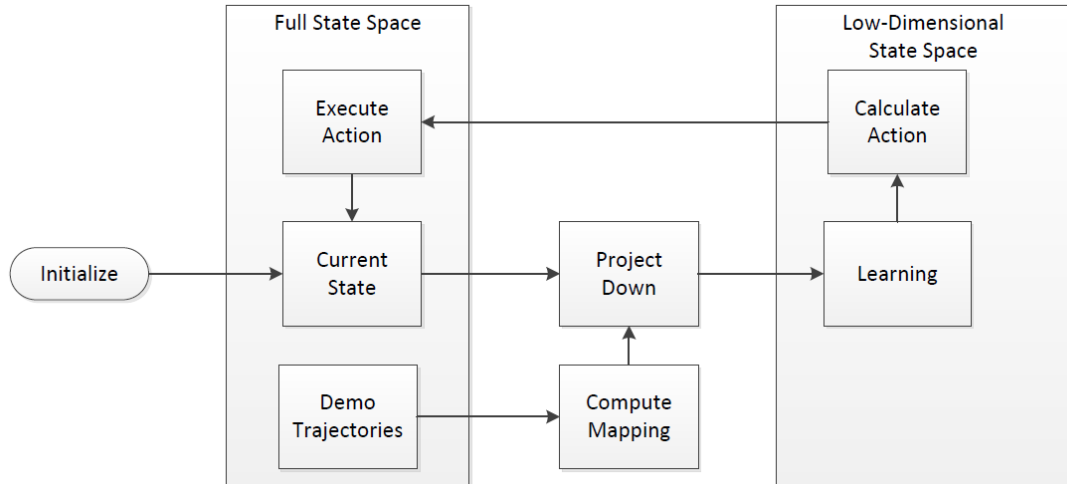 Full State Space
Low-Dimensional
State Space
Execute
Action
Calculate
Action
Initialize
Current
State
Project
Down
Learning
Demo
Trajectories
Compute
Mapping